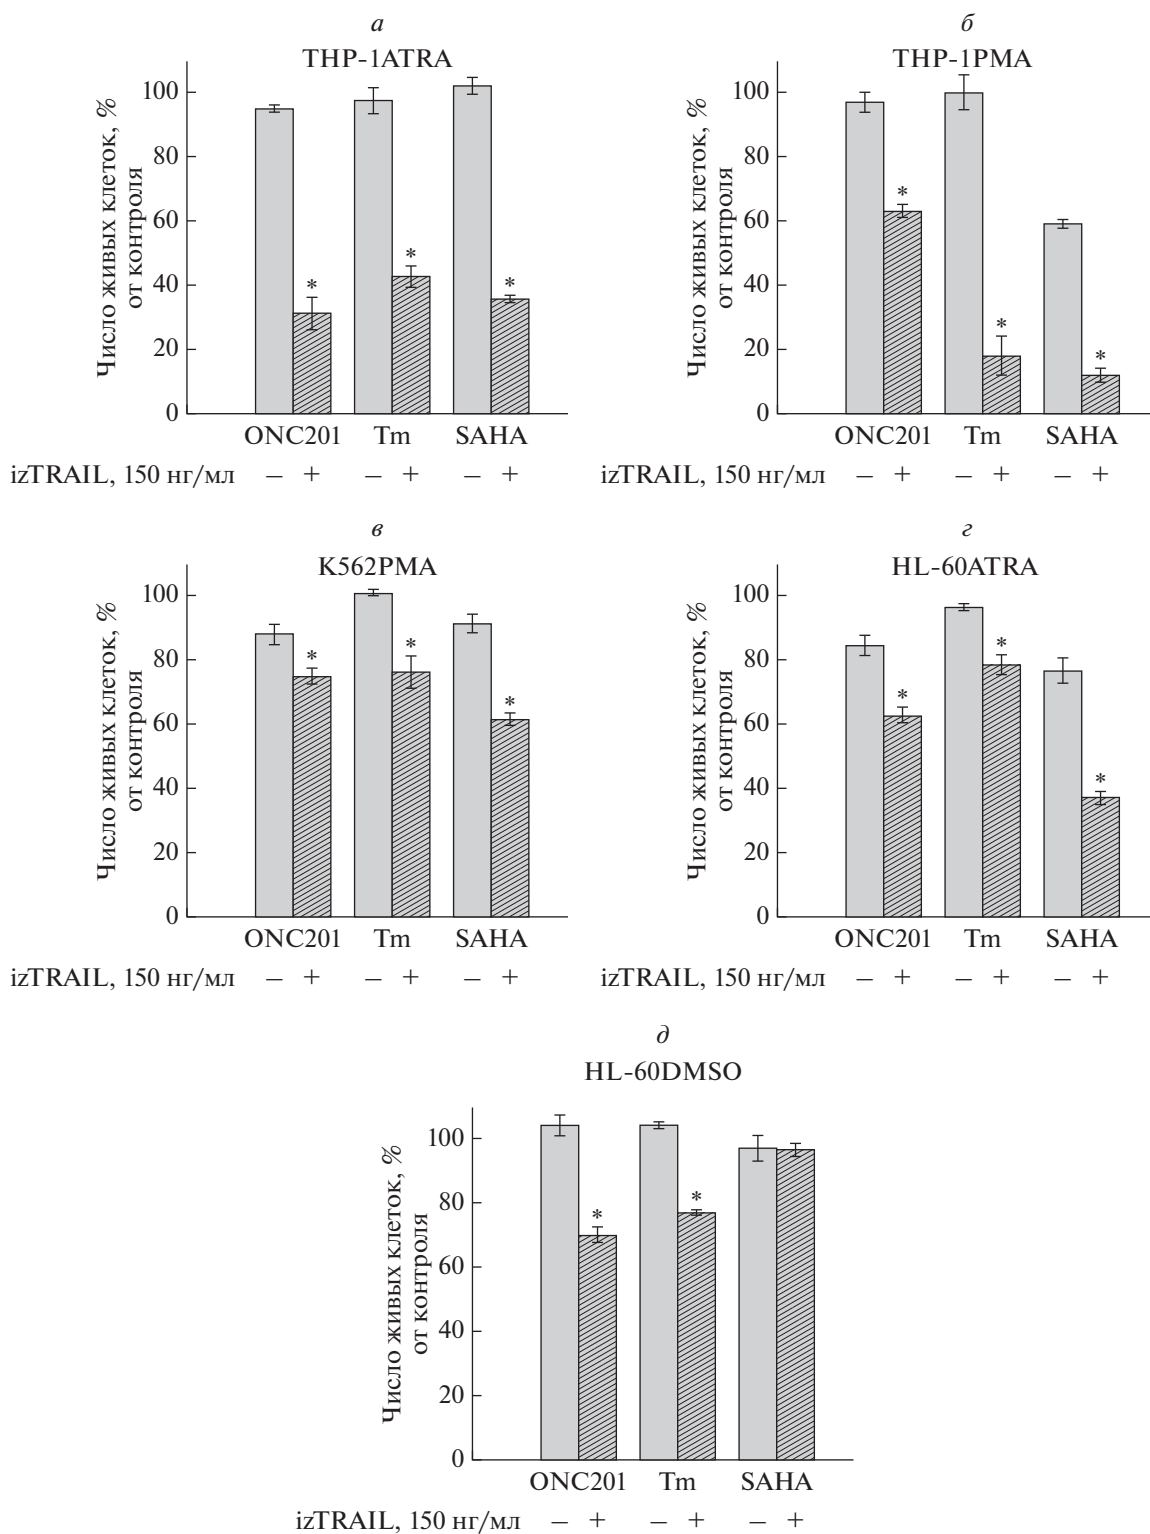 а
THP-1ATRA
Число живых клеток, %
от контроля
100
80
60
40
20
0
*
*
*
ONC201 Tm SAHA
izTRAIL, 150 нг/мл – + – + – +
б
THP-1PMA
Число живых клеток, %
от контроля
100
80
60
40
20
0
*
*
*
ONC201 Tm SAHA
izTRAIL, 150 нг/мл – + – + – +
в
K562PMA
Число живых клеток, %
от контроля
100
80
60
40
20
0
*
*
*
ONC201 Tm SAHA
izTRAIL, 150 нг/мл – + – + – +
г
HL-60ATRA
Число живых клеток, %
от контроля
100
80
60
40
20
0
*
*
*
ONC201 Tm SAHA
izTRAIL, 150 нг/мл – + – + – +
д
HL-60DMSO
Число живых клеток, %
от контроля
100
80
60
40
20
0
*
*
ONC201 Tm SAHA
izTRAIL, 150 нг/мл – + – + – +